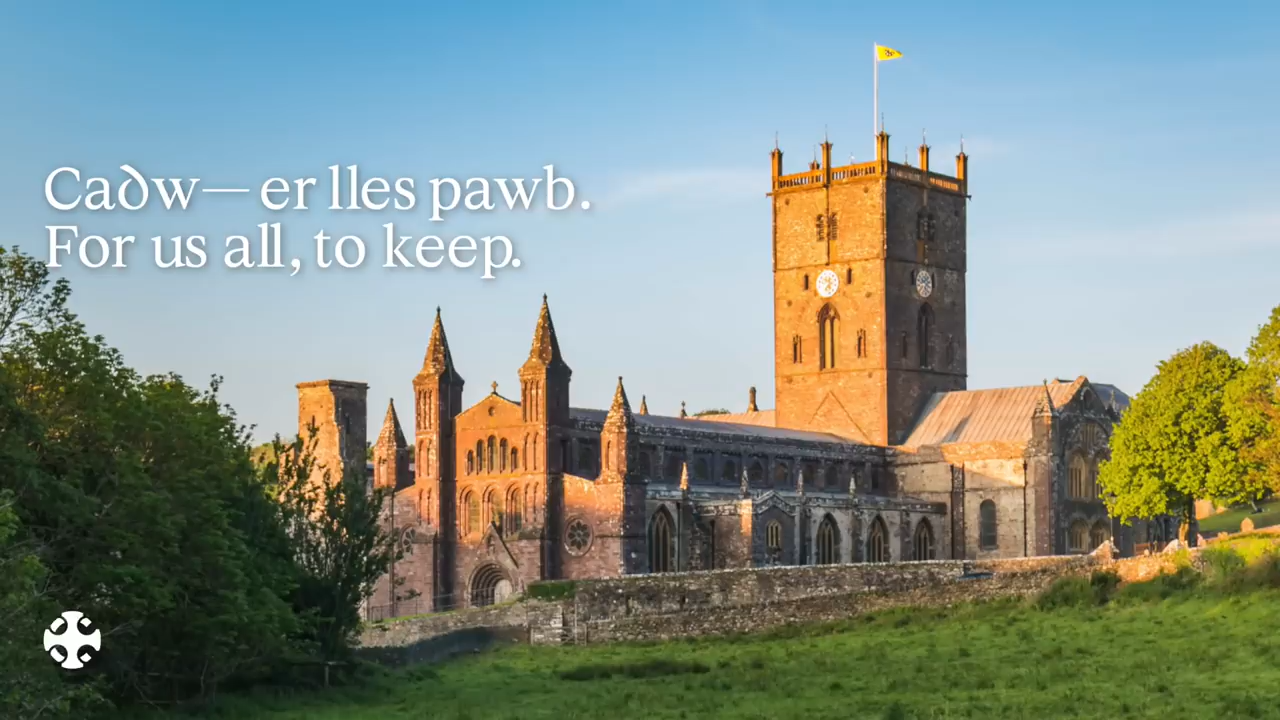 Cadw— er lles pawb.
For us all, to keep.